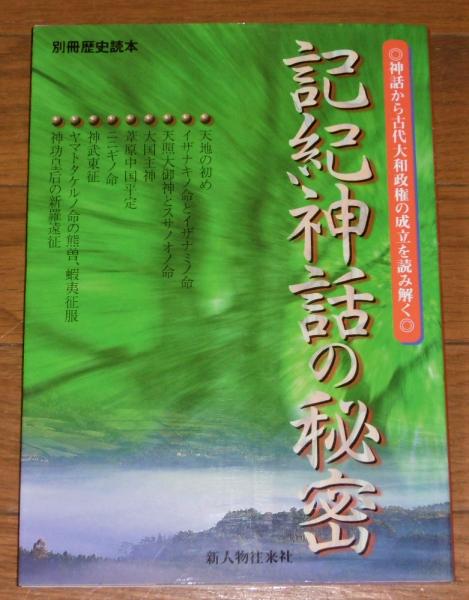 別冊歴史読本
◎神話から古代大和政権の成立を読み解く◎
記紀神話の秘密
天地の初め
イザナキノ命とイザナミノ命
天照大御神とスサノオノ命
大国主神
葦原中国平定
ニニギノ命
神武東征
ヤマトタケルノ命の熊曽、蝦夷征服
神功皇后の新羅遠征
新人物往来社